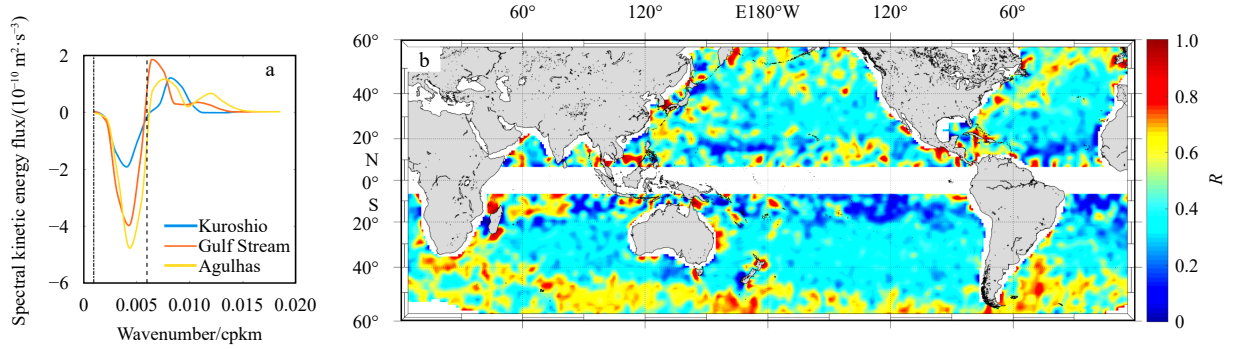 Spectral kinetic energy flux/(10⁻¹⁰ m²·s⁻³)
2
0
−2
−4
−6
a
Kuroshio
Gulf Stream
Agulhas
0
0.005
0.010
0.015
0.020
Wavenumber/cpkm
60°
120°
E180°W
120°
60°
b
60°
40°
20°
N
0°
S
20°
40°
60°
1.0
0.8
0.6
0.4
0.2
0
R